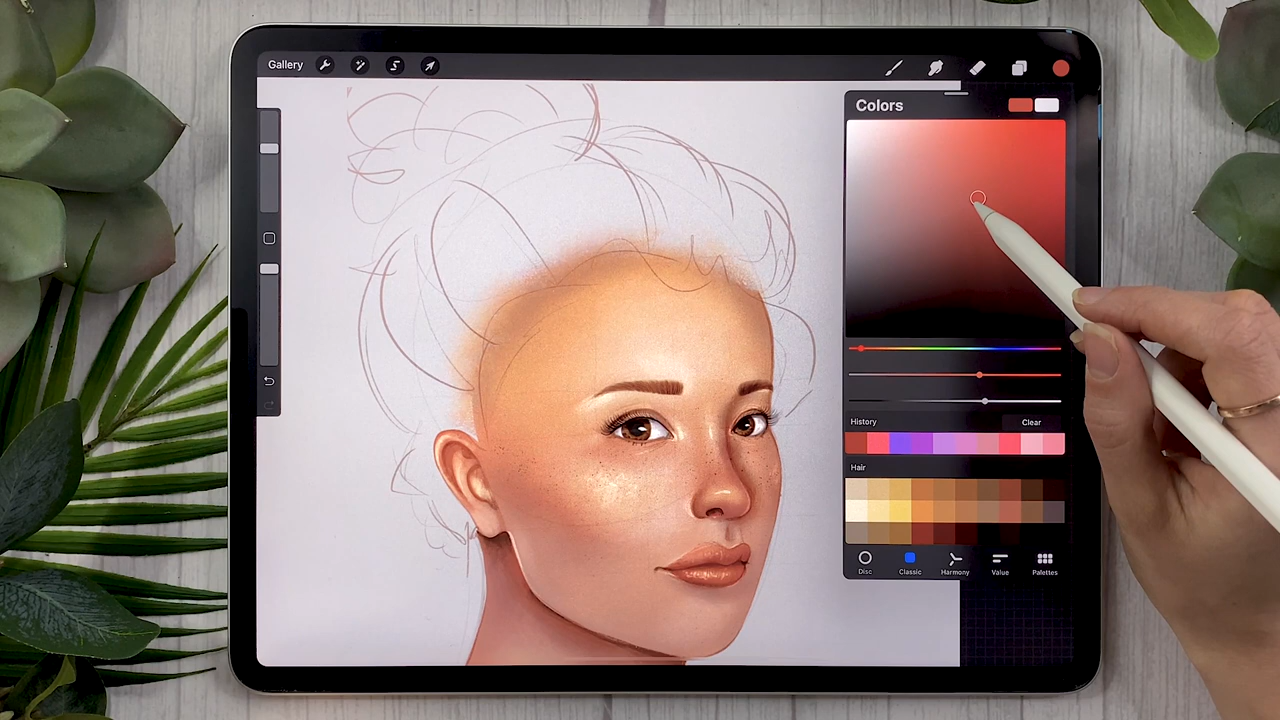 Gallery
Colors
History
Clear
Hair
Disc
Classic
Harmony
Value
Palettes